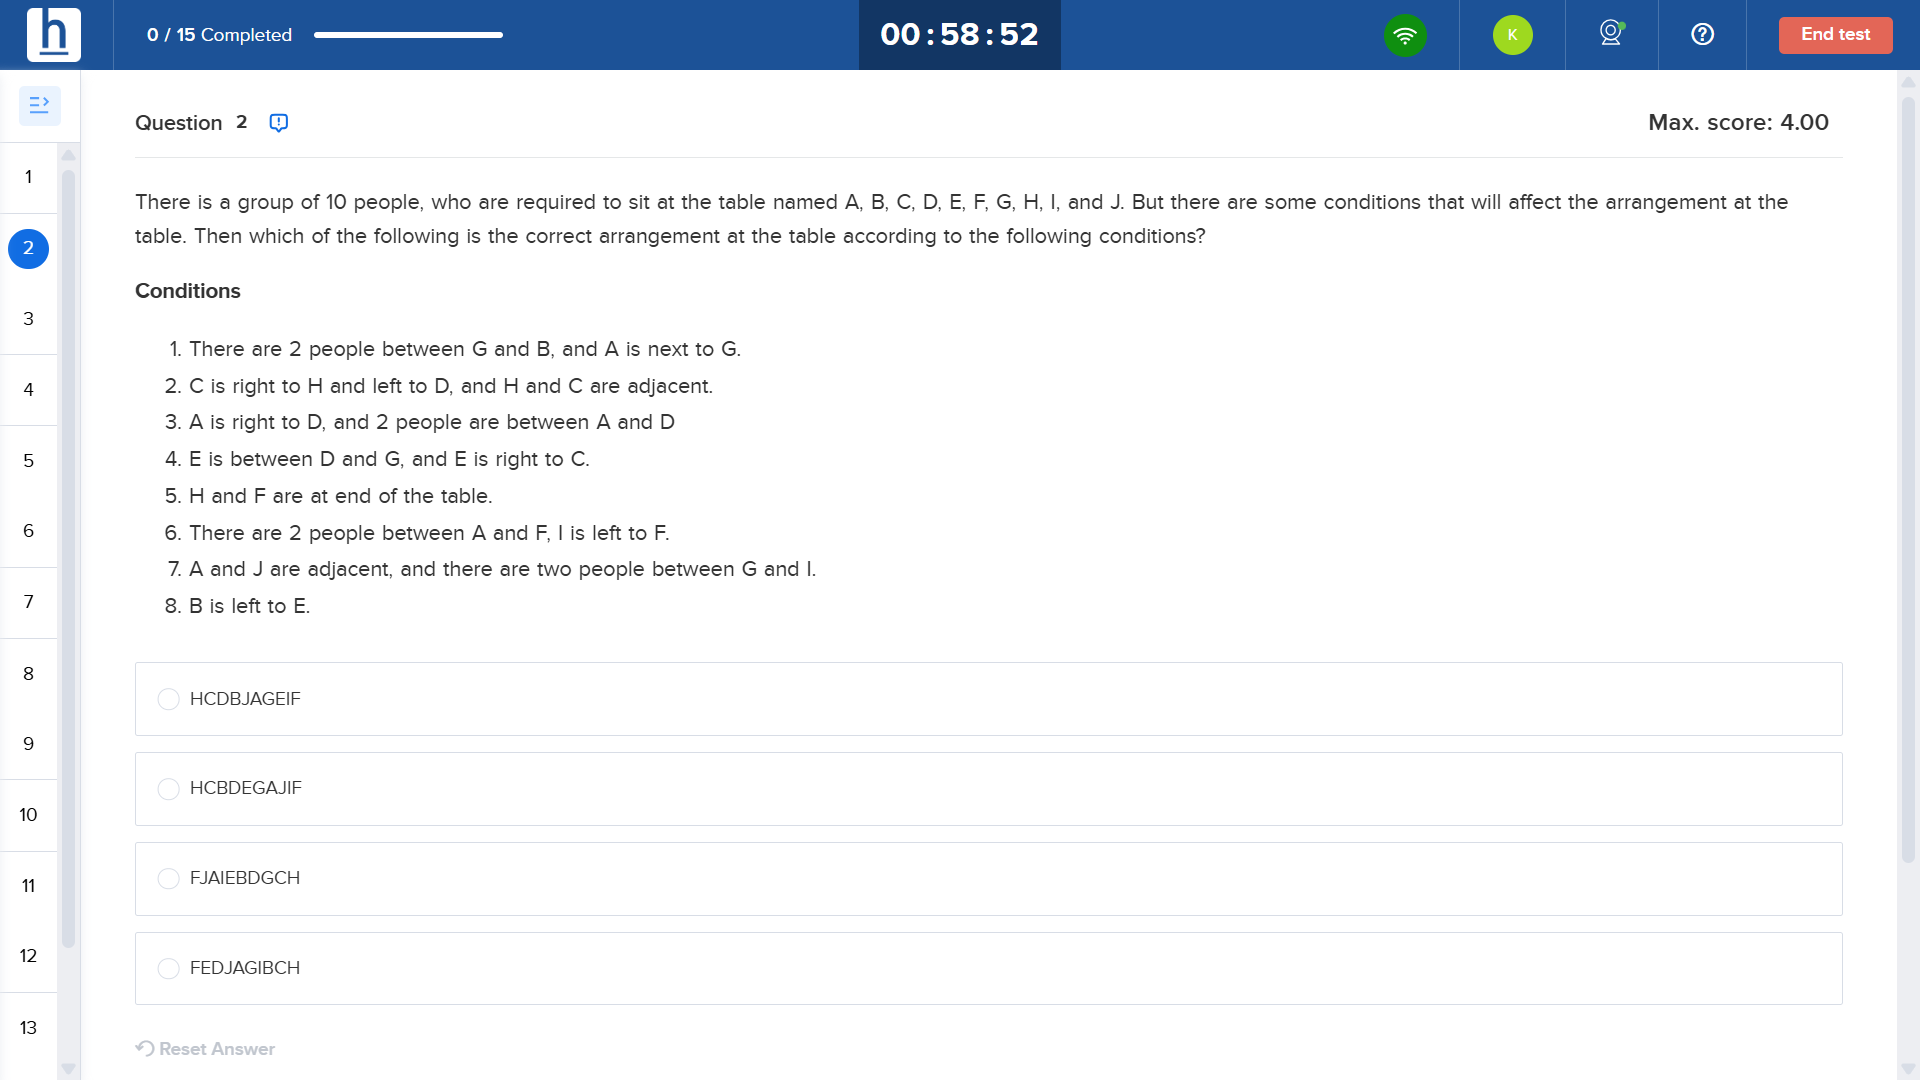 h
0 / 15 Completed
00:58:52
K
?
End test
1
2
3
4
5
6
7
8
9
10
11
12
13
Question 2
Max. score: 4.00
There is a group of 10 people, who are required to sit at the table named A, B, C, D, E, F, G, H, I, and J. But there are some conditions that will affect the arrangement at the
table. Then which of the following is the correct arrangement at the table according to the following conditions?
Conditions
1. There are 2 people between G and B, and A is next to G.
2. C is right to H and left to D, and H and C are adjacent.
3. A is right to D, and 2 people are between A and D
4. E is between D and G, and E is right to C.
5. H and F are at end of the table.
6. There are 2 people between A and F, I is left to F.
7. A and J are adjacent, and there are two people between G and I.
8. B is left to E.
HCDBJAGEIF
HCBDEGAJIF
FJAIEBDGCH
FEDJAGIBCH
Reset Answer